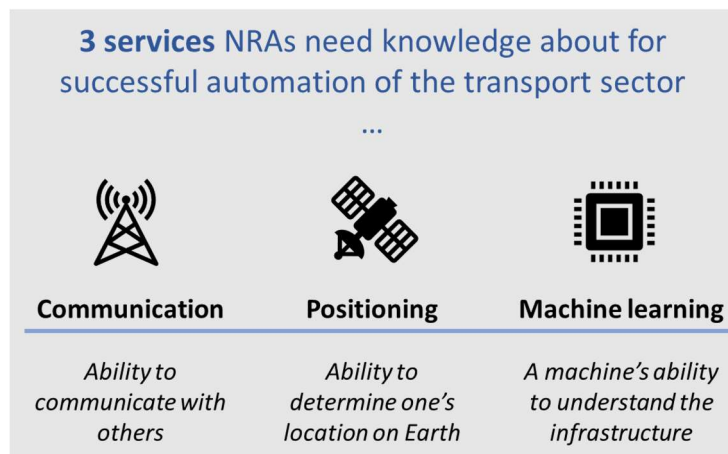 3 services NRAs need knowledge about for
successful automation of the transport sector
...
Communication
Positioning
Machine learning
Ability to
communicate with
others
Ability to
determine one's
location on Earth
A machine's ability
to understand the
infrastructure